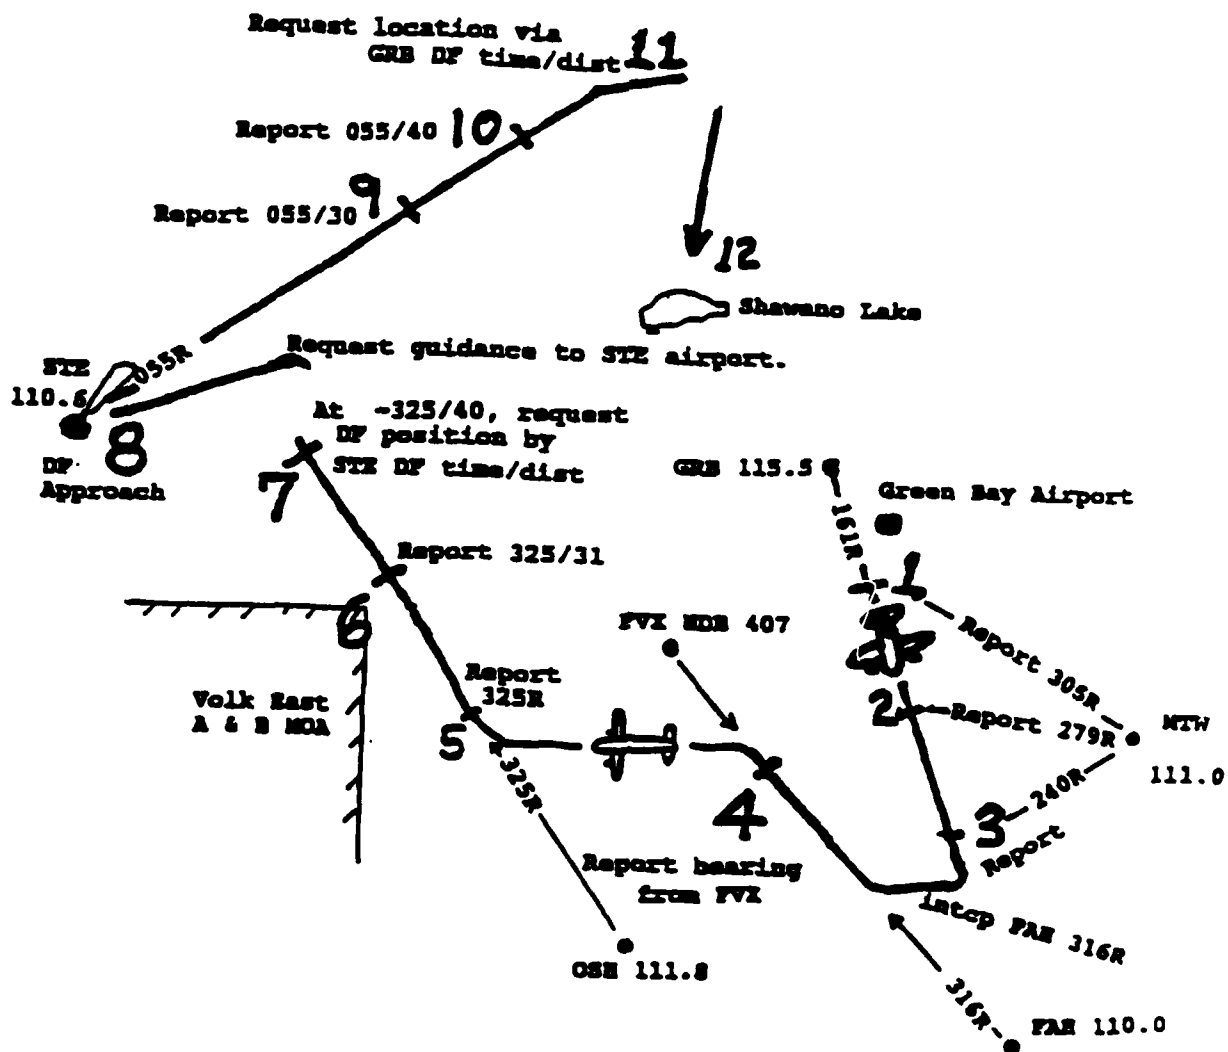 Request location via
GRB DF time/dist 11
Report 055/40 10
Report 055/30 9
12
Shawano Lake
055R
Request guidance to STE airport.
STE
110.6
8
DF
Approach
At ~325/40, request
DF position by
STE DF time/dist
7
GRB 115.5
Green Bay Airport
161R
1
Report 325/31
6
FVX NDB 407
Report 305R
Volk East
A & B MOA
Report
325R
5
2
Report 279R
MTW
111.0
325R
4
3
240R
Report
Report bearing
from FVX
intcp FAH 316R
OSH 111.8
316R
FAH 110.0